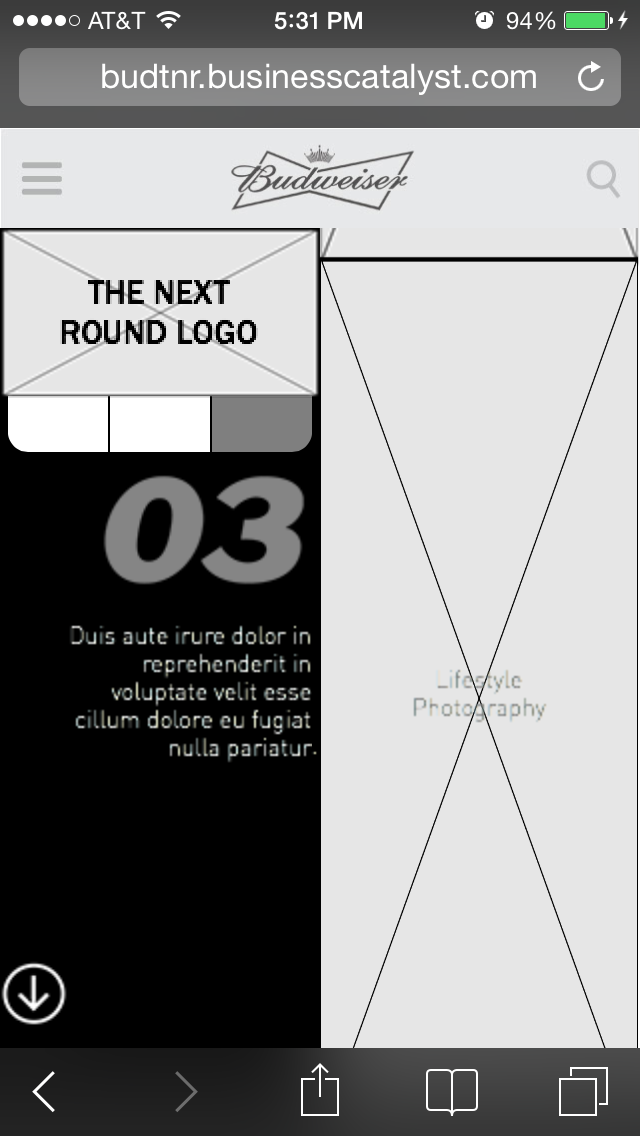 AT&T 5:31 PM 94%
budtnr.businesscatalyst.com
Budweiser
THE NEXT
ROUND LOGO
03
Duis aute irure dolor in
reprehenderit in
voluptate velit esse
cillum dolore eu fugiat
nulla pariatur.
Lifestyle
Photography